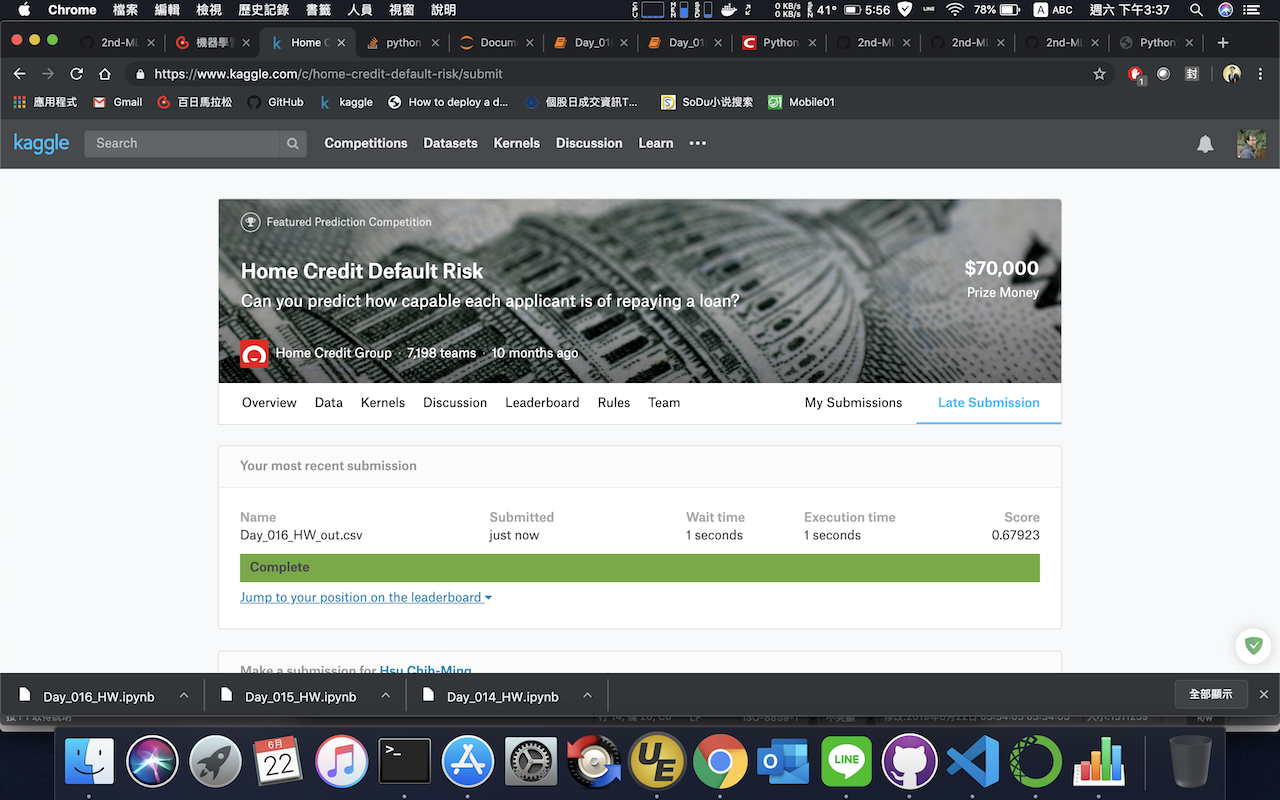 Chrome 檔案 編輯 檢視 歷史記錄 書籤 人員 視窗 說明 0 KB/s 0 KB/s 41° 5:56 LINE 78% A ABC 週六 下午3:37
2nd-ML 機器學習 Home C python Docum Day_01 Day_01 Python 2nd-ML 2nd-ML 2nd-ML Python
https://www.kaggle.com/c/home-credit-default-risk/submit 1 封
應用程式 Gmail 百日馬拉松 GitHub kaggle How to deploy a d... 個股日成交資訊T... SoDu小说搜索 Mobile01
kaggle Search Competitions Datasets Kernels Discussion Learn
Featured Prediction Competition
Home Credit Default Risk $70,000
Can you predict how capable each applicant is of repaying a loan? Prize Money
Home Credit Group · 7,198 teams · 10 months ago
Overview Data Kernels Discussion Leaderboard Rules Team My Submissions Late Submission
Your most recent submission
Name Submitted Wait time Execution time Score
Day_016_HW_out.csv just now 1 seconds 1 seconds 0.67923
Complete
Jump to your position on the leaderboard
Make a submission for Hsu Chih-Ming
Day_016_HW.ipynb Day_015_HW.ipynb Day_014_HW.ipynb 全部顯示
6月
22 >_ UE LINE